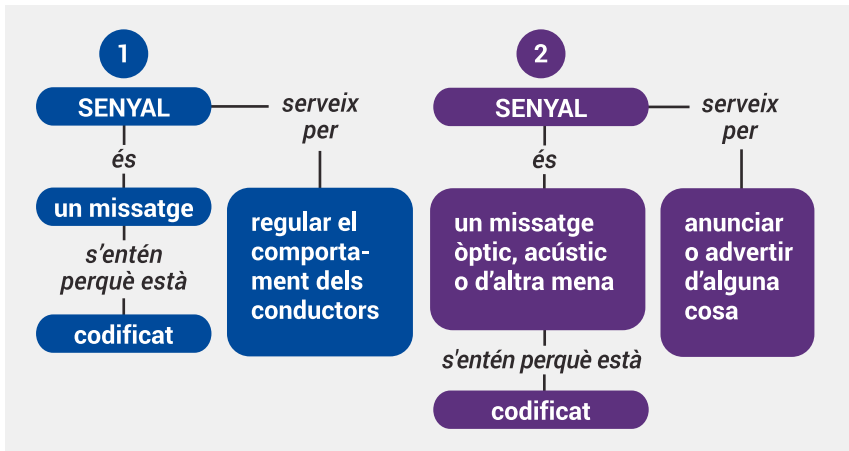 1
SENYAL
serveix
per
és
un missatge
s'entén
perquè està
codificat
regular el
comporta-
ment dels
conductors
2
SENYAL
serveix
per
és
un missatge
òptic, acústic
o d'altra mena
s'entén perquè està
codificat
anunciar
o advertir
d'alguna
cosa